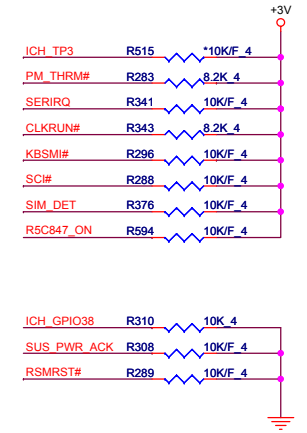 +3V
ICH_TP3 R515 *10K/F_4
PM_THRM# R283 8.2K_4
SERIRQ R341 10K/F_4
CLKRUN# R343 8.2K_4
KBSMI# R296 10K/F_4
SCI# R288 10K/F_4
SIM_DET R376 10K/F_4
R5C847_ON R594 10K/F_4
ICH_GPIO38 R310 10K_4
SUS_PWR_ACK R308 10K/F_4
RSMRST# R289 10K/F_4